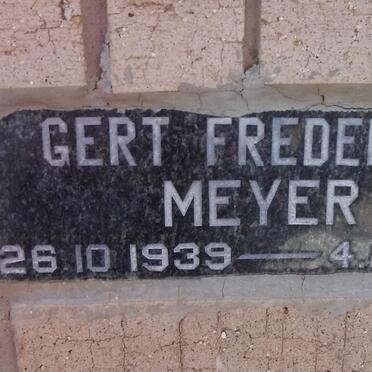 GERT FREDE
MEYER
26.10.1939 — 4.